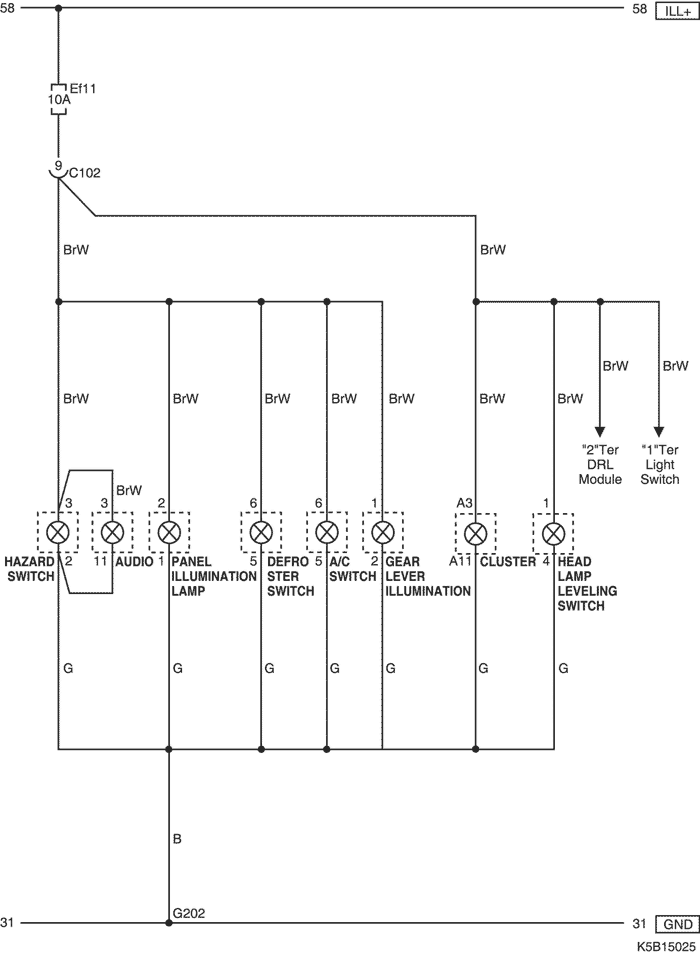 58
58 ILL+
Ef11
10A
9
C102
BrW BrW
BrW BrW
BrW BrW BrW BrW BrW BrW BrW
"2"Ter
DRL
Module
"1"Ter
Light
Switch
BrW
3 3 2 6 6 1 A3 1
HAZARD
SWITCH
2
11 AUDIO
1 PANEL
ILLUMINATION
LAMP
5 DEFRO
STER
SWITCH
5 A/C
SWITCH
2 GEAR
LEVER
ILLUMINATION
A11 CLUSTER
4 HEAD
LAMP
LEVELING
SWITCH
G G G G G G G
B
G202
31
31 GND
K5B15025